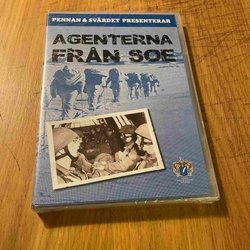 PENNAN & SVÄRDET PRESENTERAR
AGENTERNA
FRÅN SOE